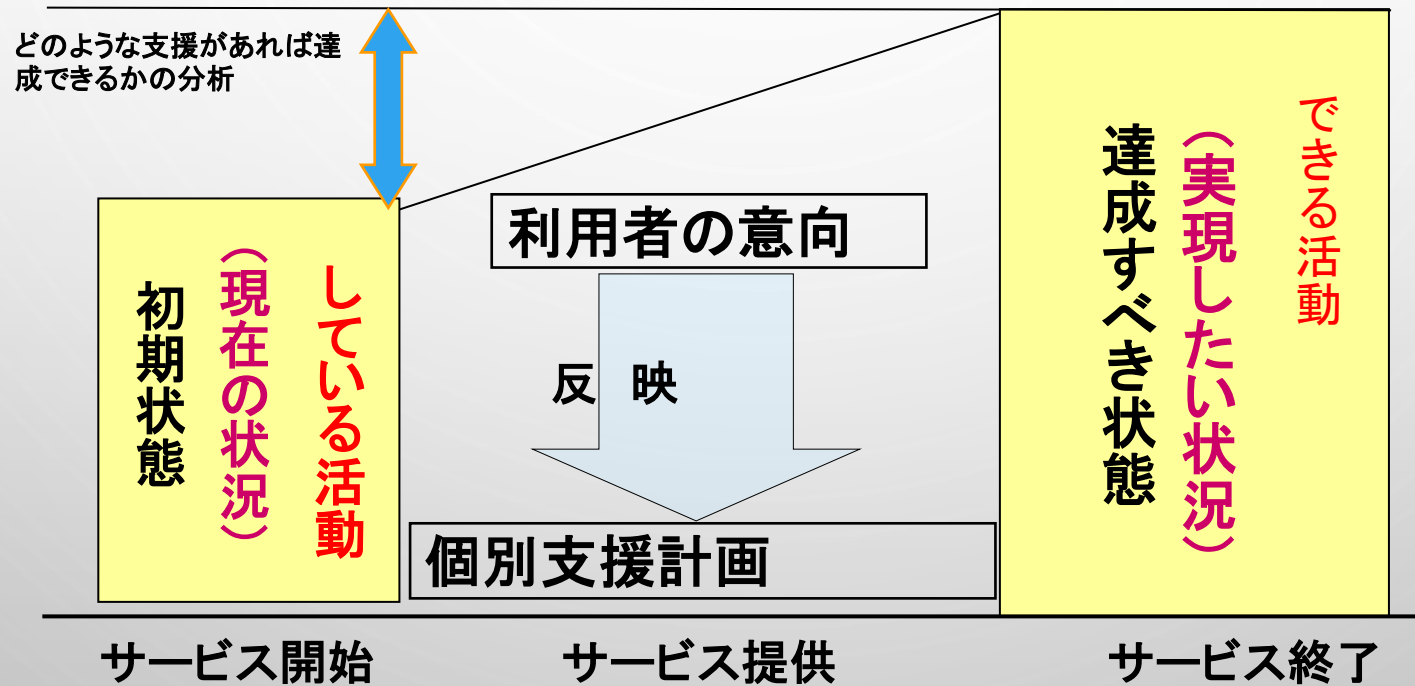 どのような支援があれば達
成できるかの分析
している活動
（現在の状況）
初期状態
利用者の意向
反　映
個別支援計画
できる活動
（実現したい状況）
達成すべき状態
サービス開始
サービス提供
サービス終了